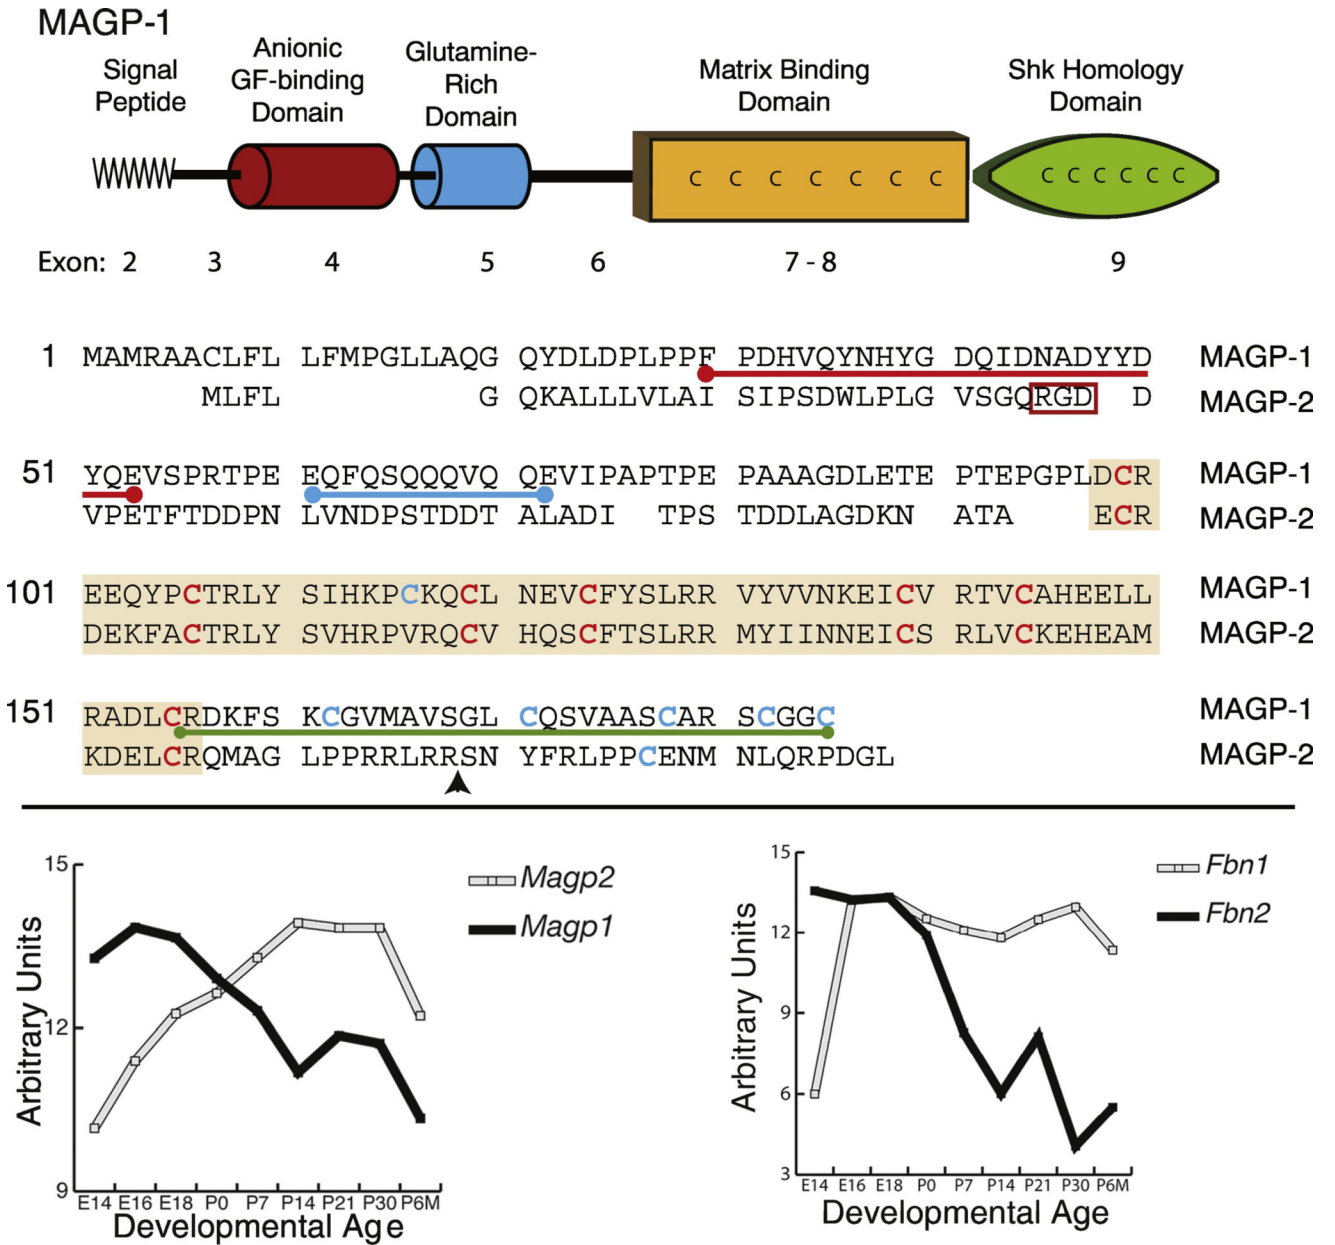 MAGP-1
Signal
Peptide
Anionic
GF-binding
Domain
Glutamine-
Rich
Domain
Matrix Binding
Domain
Shk Homology
Domain
C C C C C C C
C C C C C C
Exon: 2 3 4 5 6 7 - 8 9
1 MAMRAACLFL LFMPGLLAQG QYDLDPLPPF PDHVQYNHYG DQIDNADYYD MAGP-1
MLFL G QKALLLVLAI SIPSDWLPLG VSGQRGD D MAGP-2
51 YQEVSPRTPE EQFQSQQQVQ QEVIPAPTPE PAAAGDLETE PTEPGPLDCR MAGP-1
VPETFTDDPN LVNDPSTDDT ALADI TPS TDDLAGDKN ATA ECR MAGP-2
101 EEQYPCTRLY SIHKPCKQCL NEVCFYSLRR VYVVNKEICV RTVCAHEELL MAGP-1
DEKFACTRLY SVHRPVRQCV HQSCFTSLRR MYIINNEICS RLVCKEHEAM MAGP-2
151 RADLCRDKFS KCGVMAVSGL CQSVAASCAR SCGGC MAGP-1
KDELCRQMAG LPPRRLRRSN YFRLPPCENM NLQRPDGL MAGP-2
15
12
9
Arbitrary Units
Magp2
Magp1
E14 E16 E18 P0 P7 P14 P21 P30 P6M
Developmental Age
15
12
9
6
3
Arbitrary Units
Fbn1
Fbn2
E14 E16 E18 P0 P7 P14 P21 P30 P6M
Developmental Age